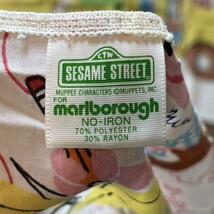 CTW
SESAME STREET
MUPPET CHARACTERS © MUPPETS, INC
FOR
marlborough
NO-IRON
70% POLYESTER
30% RAYON